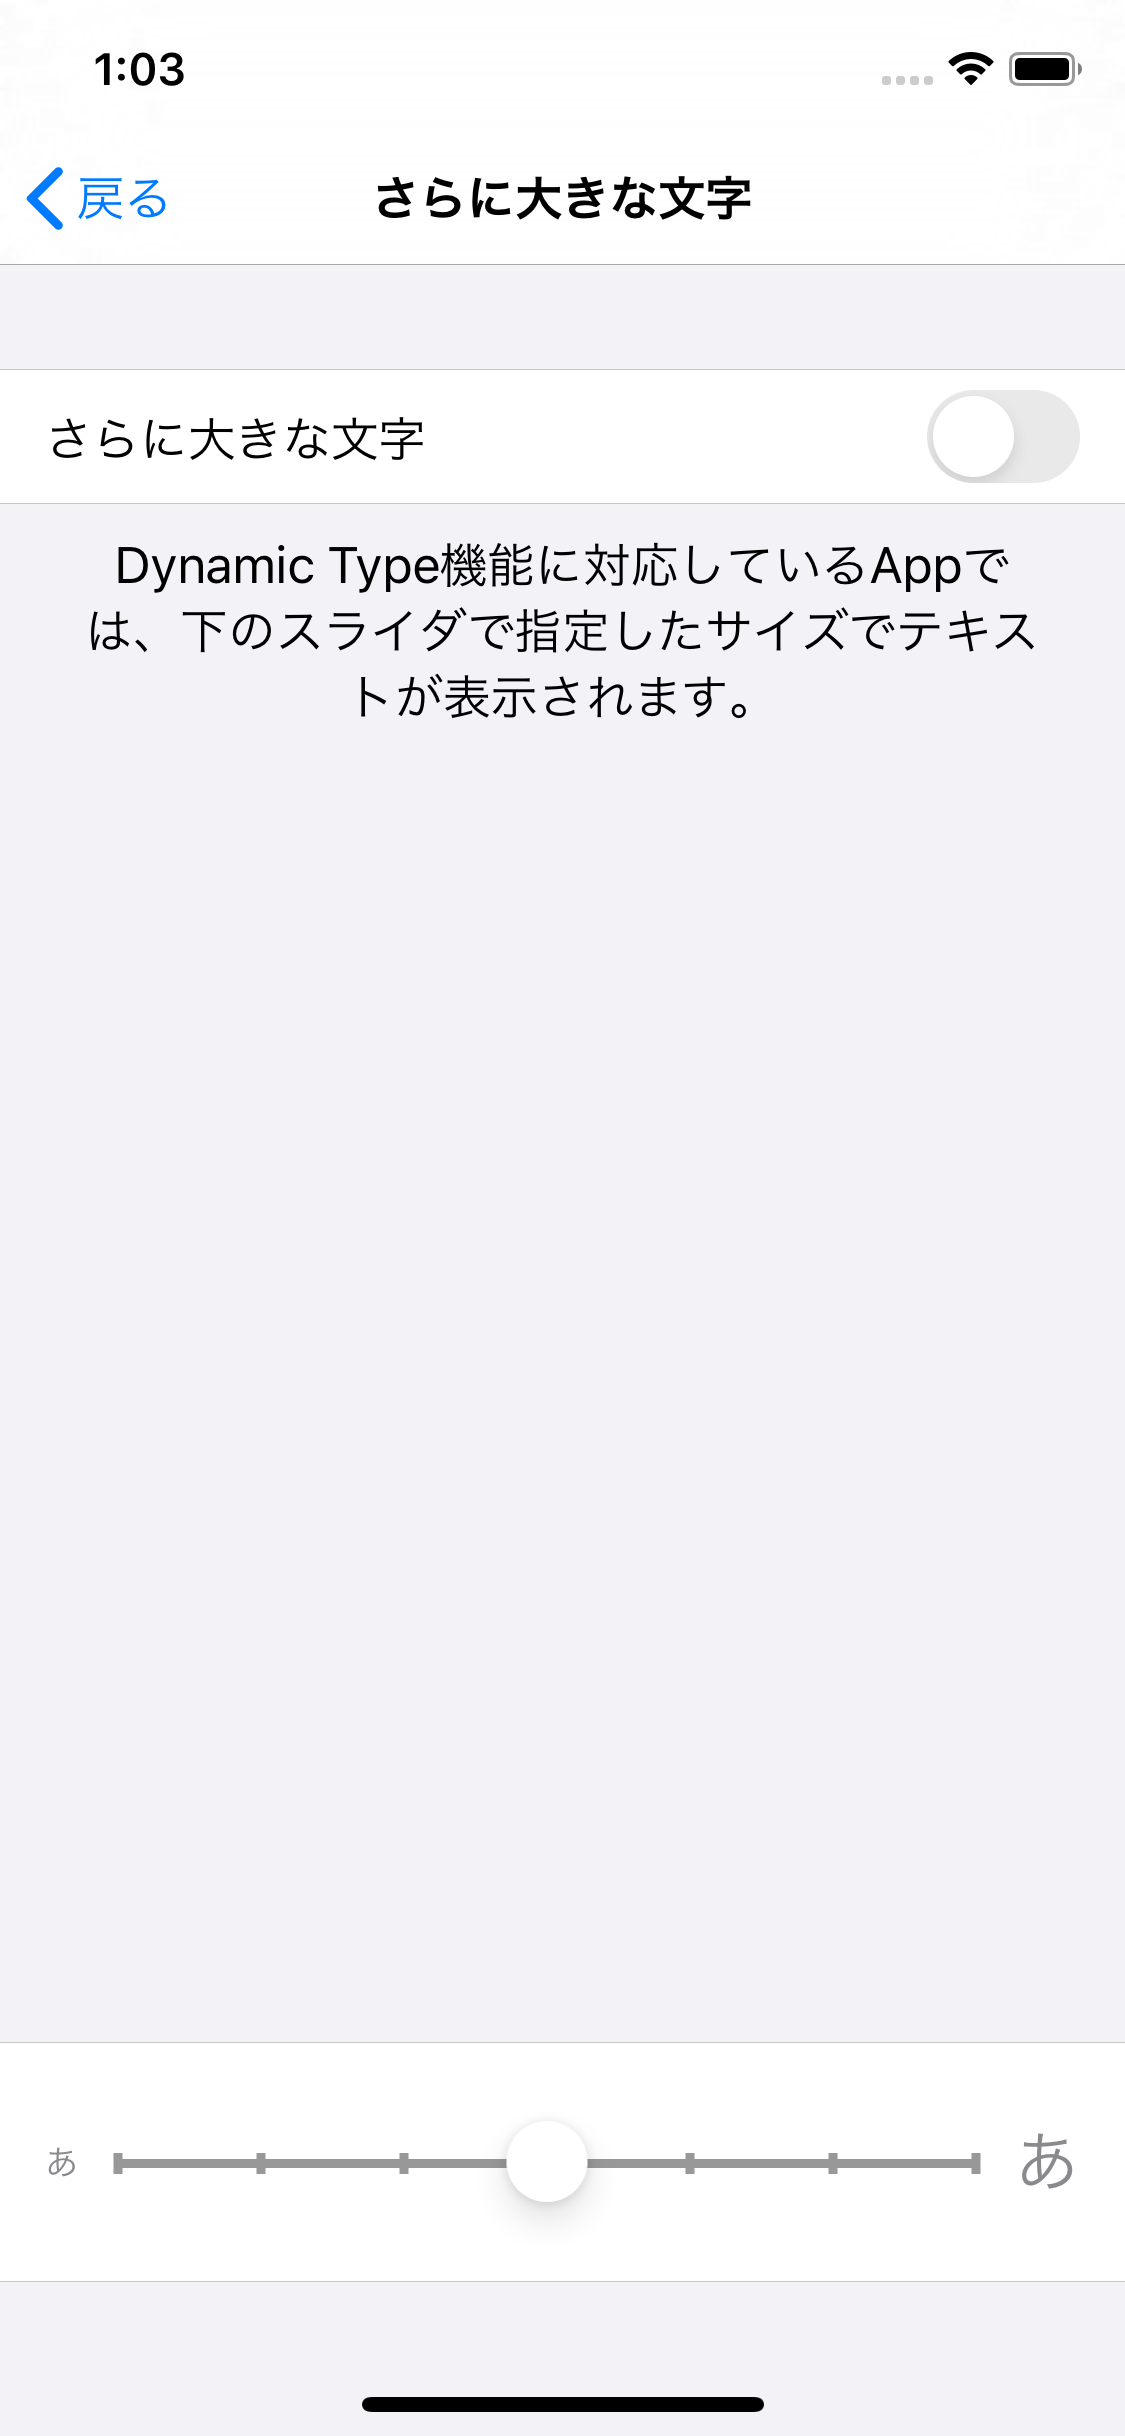 1:03
戻る
さらに大きな文字
さらに大きな文字
Dynamic Type機能に対応しているAppで
は、下のスライダで指定したサイズでテキス
トが表示されます。
あ
あ